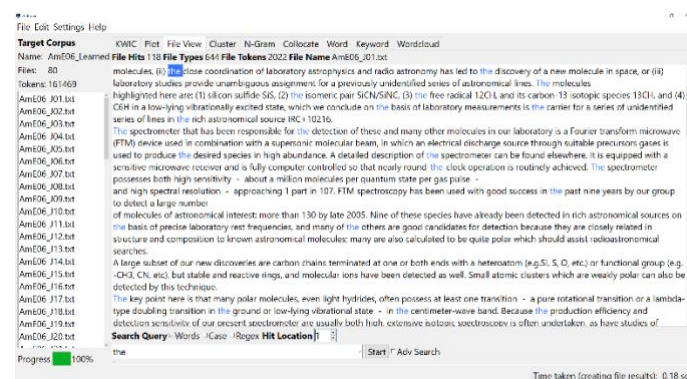 File Edit Settings Help
Target Corpus
Name: AmE06_Learned
Files: 80
Tokens: 161469
AmE06_J01.txt
AmE06_J02.txt
AmE06_J03.txt
AmE06_J04.txt
AmE06_J05.txt
AmE06_J06.txt
AmE06_J07.txt
AmE06_J08.txt
AmE06_J09.txt
AmE06_J10.txt
AmE06_J11.txt
AmE06_J12.txt
AmE06_J13.txt
AmE06_J14.txt
AmE06_J15.txt
AmE06_J16.txt
AmE06_J17.txt
AmE06_J18.txt
AmE06_J19.txt
AmE06_J20.txt
Progress 100%
KWIC Plot File View Cluster N-Gram Collocate Word Keyword Wordcloud
File Hits 118 File Types 644 File Tokens 2022 File Name AmE06_J01.txt
molecules, (ii) the close coordination of laboratory astrophysics and radio astronomy has led to the discovery of a new molecule in space, or (iii)
laboratory studies provide unambiguous assignment for a previously unidentified series of astronomical lines. The molecules
highlighted here are: (1) silicon sulfide SiS, (2) the isomeric pair SiCN/SiNC, (3) the free radical 12CH, and its carbon-13 isotopic species 13CH, and (4)
C6H in a low-lying vibrationally excited state, which we conclude on the basis of laboratory measurements is the carrier for a series of unidentified
series of lines in the rich astronomical source IRC+10216.
The spectrometer that has been responsible for the detection of these and many other molecules in our laboratory is a Fourier transform microwave
(FTM) device used in combination with a supersonic molecular beam, in which an electrical discharge source through suitable precursors gases is
used to produce the desired species in high abundance. A detailed description of the spectrometer can be found elsewhere. It is equipped with a
sensitive microwave receiver and is fully computer controlled so that nearly round the clock operation is routinely achieved. The spectrometer
possesses both high sensitivity - about a million molecules per quantum state per gas pulse -
and high spectral resolution - approaching 1 part in 107. FTM spectroscopy has been used with good success in the past nine years by our group
to detect a large number
of molecules of astronomical interest: more than 130 by late 2005. Nine of these species have already been detected in rich astronomical sources on
the basis of precise laboratory rest frequencies, and many of the others are good candidates for detection because they are closely related in
structure and composition to known astronomical molecules; many are also calculated to be quite polar which should assist radioastronomical
searches.
A large subset of our new discoveries are carbon chains terminated at one or both ends with a heteroatom (e.g.Si, S, O, etc.) or functional group (e.g.
-CH3, CN, etc), but stable and reactive rings, and molecular ions have been detected as well. Small atomic clusters which are weakly polar can also be
detected by this technique.
The key point here is that many polar molecules, even light hydrides, often possess at least one transition - a pure rotational transition or a lambda-
type doubling transition in the ground or low-lying vibrational state - in the centimeter-wave band. Because the production efficiency and
detection sensitivity of our present spectrometer are usually both high, extensive isotopic spectroscopy is often undertaken, as have studies of
Search Query Words Case Regex Hit Location 1
the Start Adv Search
Time taken (creating file results): 0.18 se